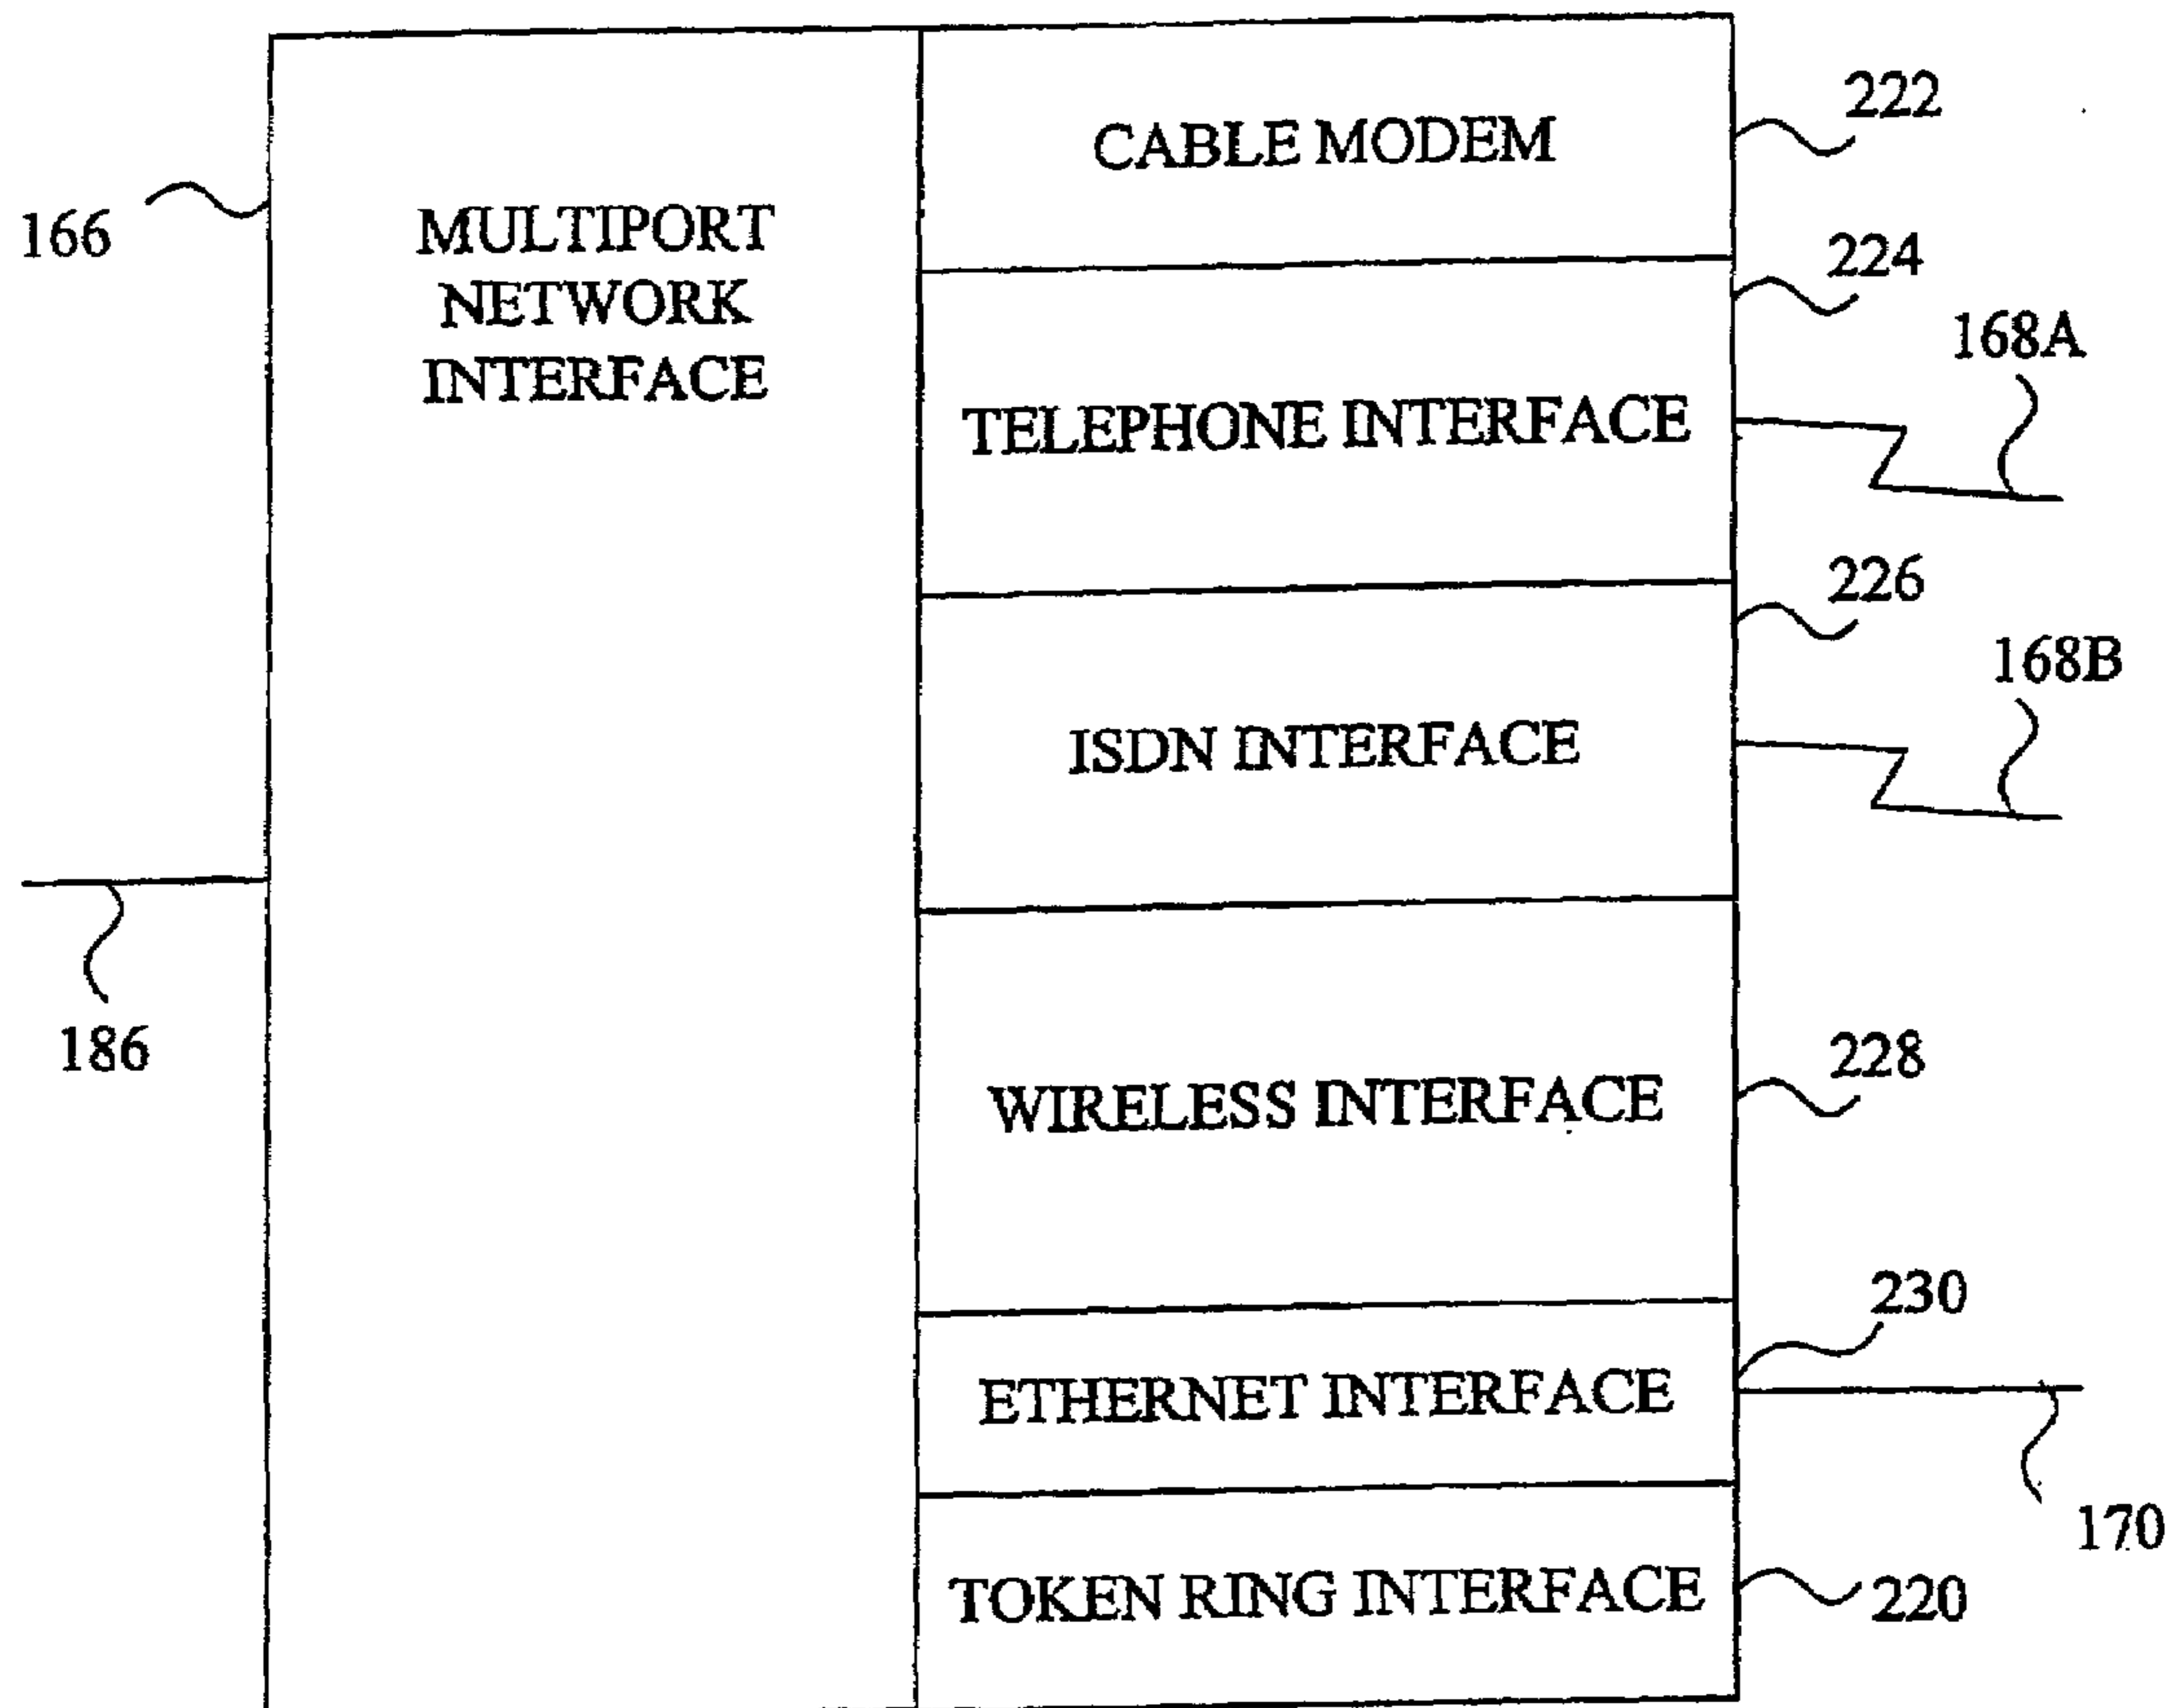 222
CABLE MODEM
166
MULTIPORT
NETWORK
INTERFACE
224
168A
TELEPHONE INTERFACE
226
168B
ISDN INTERFACE
186
228
WIRELESS INTERFACE
230
ETHERNET INTERFACE
170
TOKEN RING INTERFACE
220